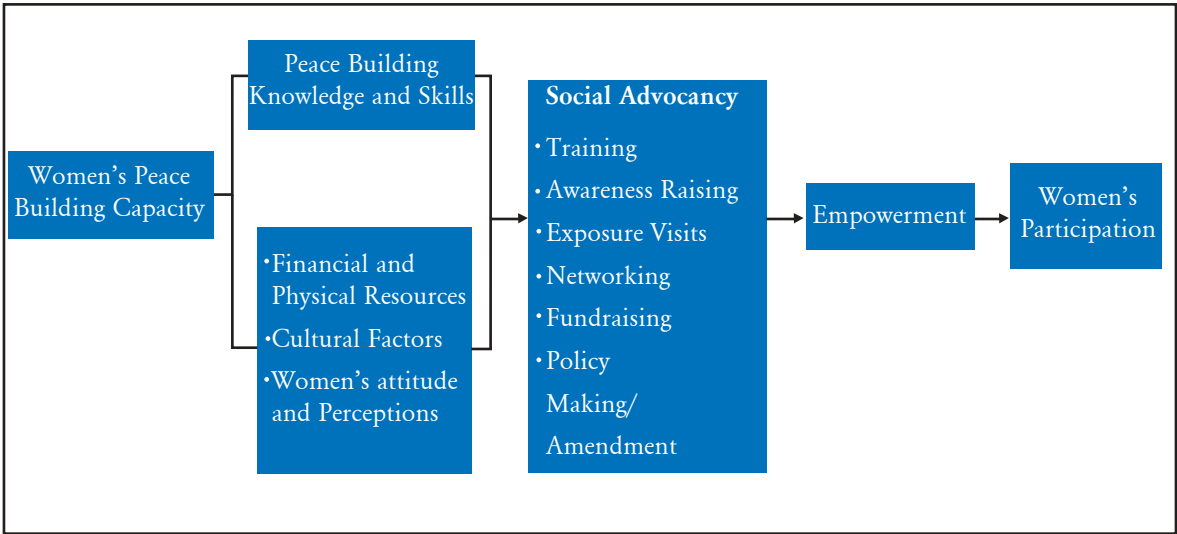 Women’s Peace
Building Capacity
Peace Building
Knowledge and Skills
·Financial and
Physical Resources
·Cultural Factors
·Women’s attitude
and Perceptions
Social Advocancy
·Training
·Awareness Raising
·Exposure Visits
·Networking
·Fundraising
·Policy
Making/
Amendment
Empowerment
Women’s
Participation